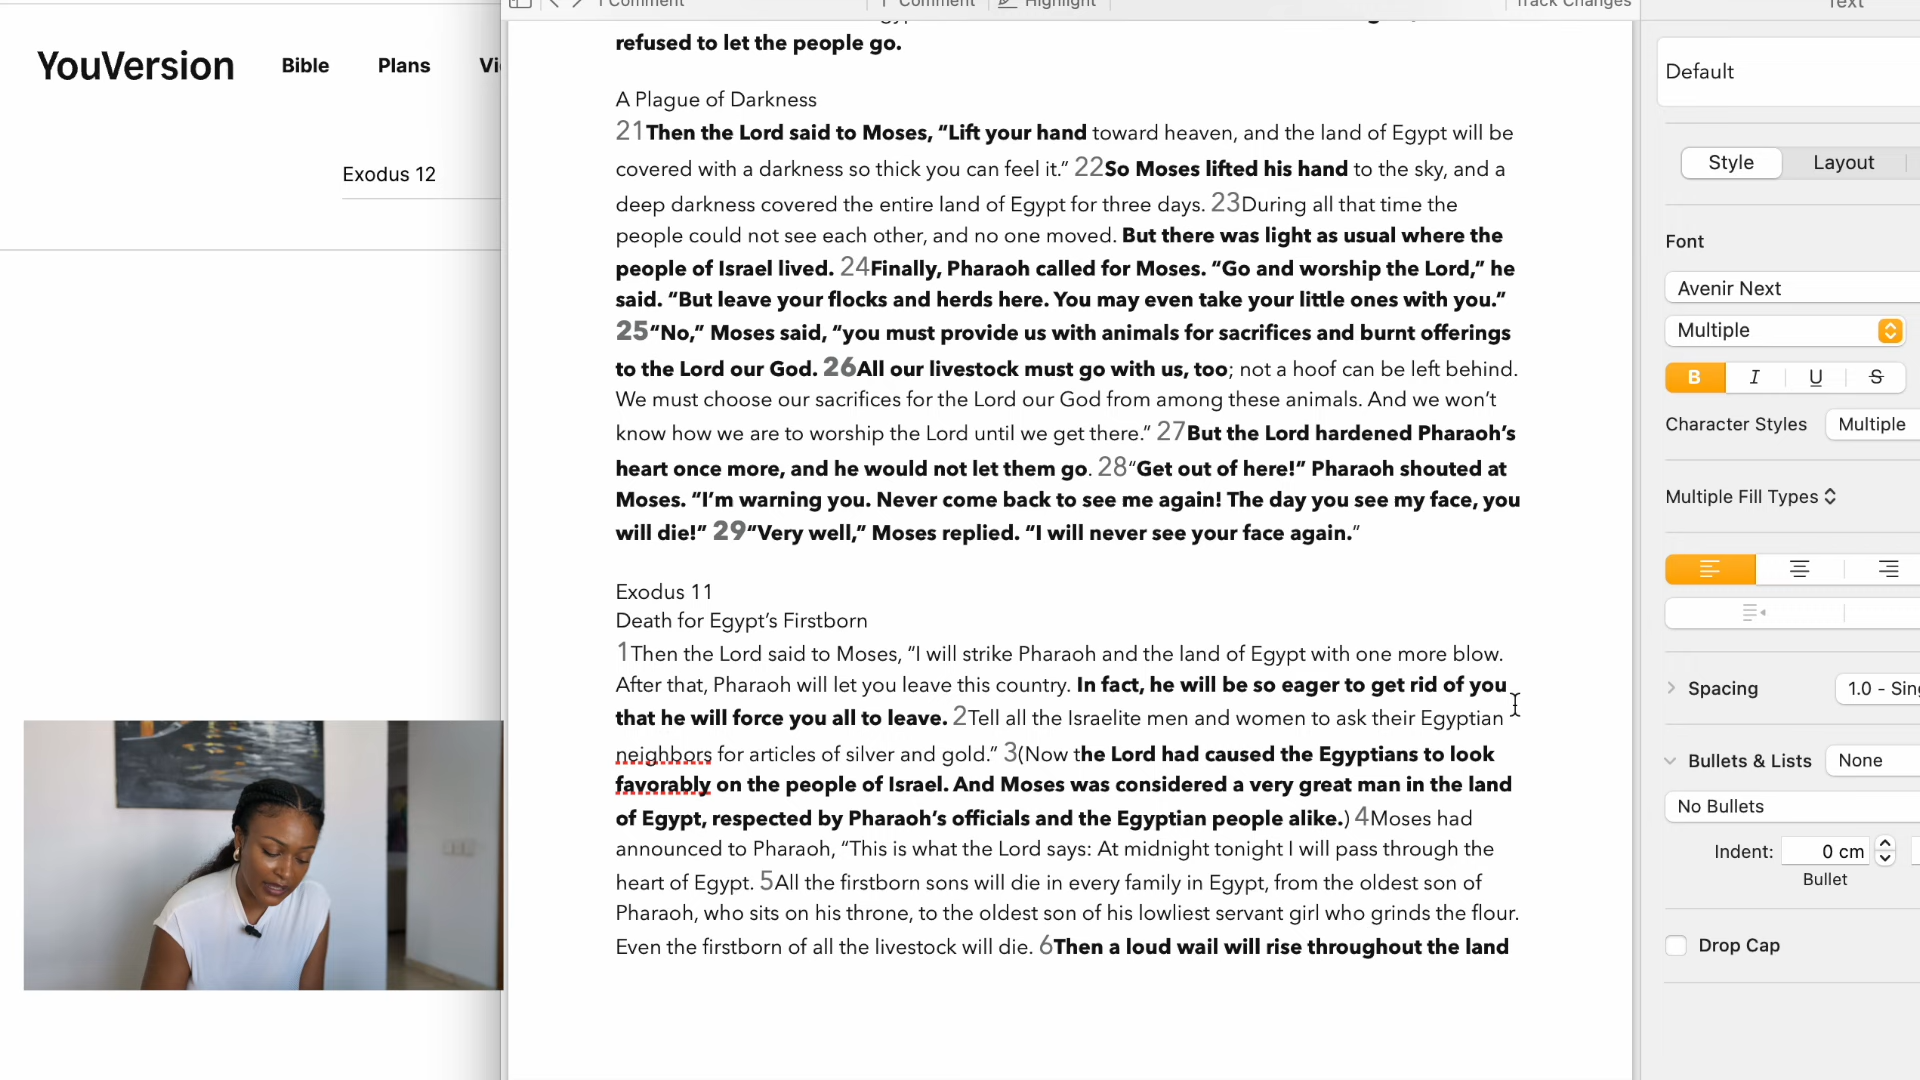 1 Comment
Comment
Highlight
Track Changes
Text
YouVersion
Bible
Plans
Exodus 12
refused to let the people go.
A Plague of Darkness
21Then the Lord said to Moses, “Lift your hand toward heaven, and the land of Egypt will be
covered with a darkness so thick you can feel it.” 22So Moses lifted his hand to the sky, and a
deep darkness covered the entire land of Egypt for three days. 23During all that time the
people could not see each other, and no one moved. But there was light as usual where the
people of Israel lived. 24Finally, Pharaoh called for Moses. “Go and worship the Lord,” he
said. “But leave your flocks and herds here. You may even take your little ones with you.”
25“No,” Moses said, “you must provide us with animals for sacrifices and burnt offerings
to the Lord our God. 26All our livestock must go with us, too; not a hoof can be left behind.
We must choose our sacrifices for the Lord our God from among these animals. And we won’t
know how we are to worship the Lord until we get there.” 27But the Lord hardened Pharaoh’s
heart once more, and he would not let them go. 28“Get out of here!” Pharaoh shouted at
Moses. “I’m warning you. Never come back to see me again! The day you see my face, you
will die!” 29“Very well,” Moses replied. “I will never see your face again.”
Exodus 11
Death for Egypt’s Firstborn
1Then the Lord said to Moses, “I will strike Pharaoh and the land of Egypt with one more blow.
After that, Pharaoh will let you leave this country. In fact, he will be so eager to get rid of you
that he will force you all to leave. 2Tell all the Israelite men and women to ask their Egyptian
neighbors for articles of silver and gold.” 3(Now the Lord had caused the Egyptians to look
favorably on the people of Israel. And Moses was considered a very great man in the land
of Egypt, respected by Pharaoh’s officials and the Egyptian people alike.) 4Moses had
announced to Pharaoh, “This is what the Lord says: At midnight tonight I will pass through the
heart of Egypt. 5All the firstborn sons will die in every family in Egypt, from the oldest son of
Pharaoh, who sits on his throne, to the oldest son of his lowliest servant girl who grinds the flour.
Even the firstborn of all the livestock will die. 6Then a loud wail will rise throughout the land
Default
Style
Layout
Font
Avenir Next
Multiple
B I U S
Character Styles
Multiple
Multiple Fill Types
Spacing
1.0 - Sing
Bullets & Lists
None
No Bullets
Indent:
0 cm
Bullet
Drop Cap